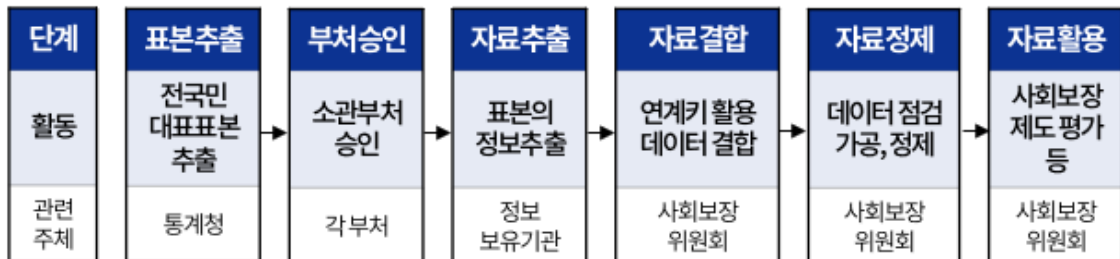 단계
표본추출
부처승인
자료추출
자료결합
자료정제
자료활용
활동
전국민
대표표본
추출
소관부처
승인
표본의
정보추출
연계키 활용
데이터 결합
데이터 점검
가공, 정제
사회보장
제도 평가
등
관련
주체
통계청
각 부처
정보
보유기관
사회보장
위원회
사회보장
위원회
사회보장
위원회